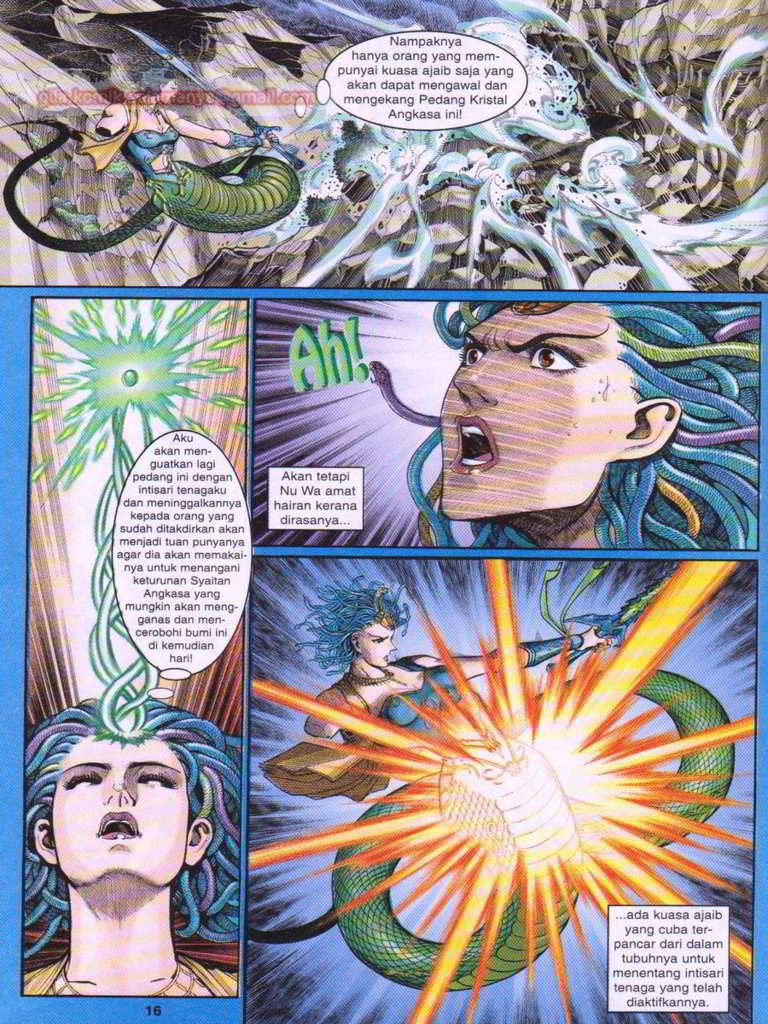 Nampaknya
hanya orang yang mem-
punyai kuasa ajaib saja yang
akan dapat mengawal dan
mengekang Pedang Kristal
Angkasa ini!
Aku
akan men-
guatkan lagi
pedang ini dengan
intisari tenagaku
dan meninggalkannya
kepada orang yang
sudah ditakdirkan akan
menjadi tuan punyanya
agar dia akan memakai-
nya untuk menangani
keturunan Syaitan
Angkasa yang
mungkin akan meng-
ganas dan men-
cerobohi bumi ini
di kemudian
hari!
Ah!
Akan tetapi
Nu Wa amat
hairan kerana
dirasanya...
...ada kuasa ajaib
yang cuba ter-
pancar dari dalam
tubuhnya untuk
menentang intisari
tenaga yang telah
diaktifkannya.
16